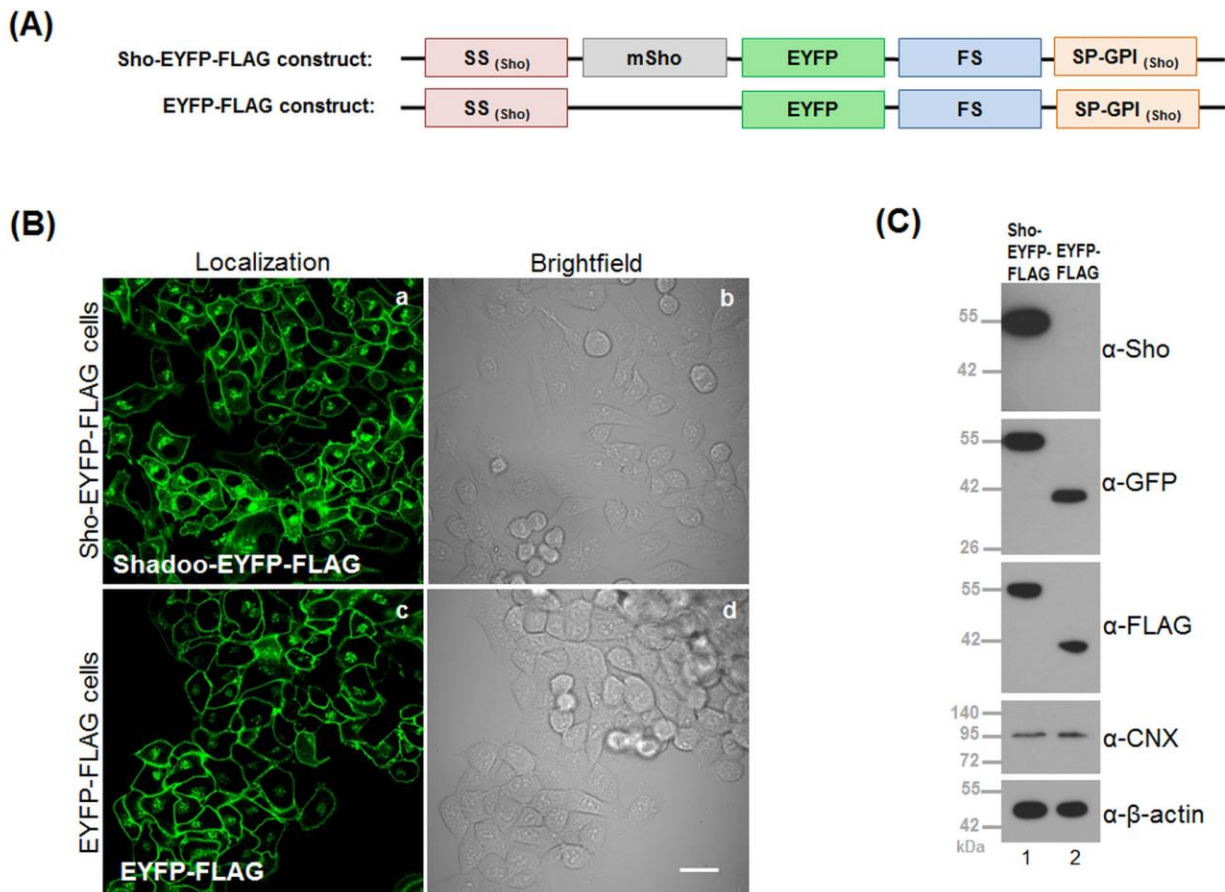 (A)
Sho-EYFP-FLAG construct: SS (Sho) mSho EYFP FS SP-GPI (Sho)
EYFP-FLAG construct: SS (Sho) EYFP FS SP-GPI (Sho)
(B)
Localization Brightfield
Sho-EYFP-FLAG cells
a b
Shadoo-EYFP-FLAG
EYFP-FLAG cells
c d
EYFP-FLAG
(C)
Sho-
EYFP-
FLAG
EYFP-
FLAG
55
42
α-Sho
55
42
26
α-GFP
55
42
α-FLAG
140
95
72
α-CNX
55
42
kDa
α-β-actin
1 2